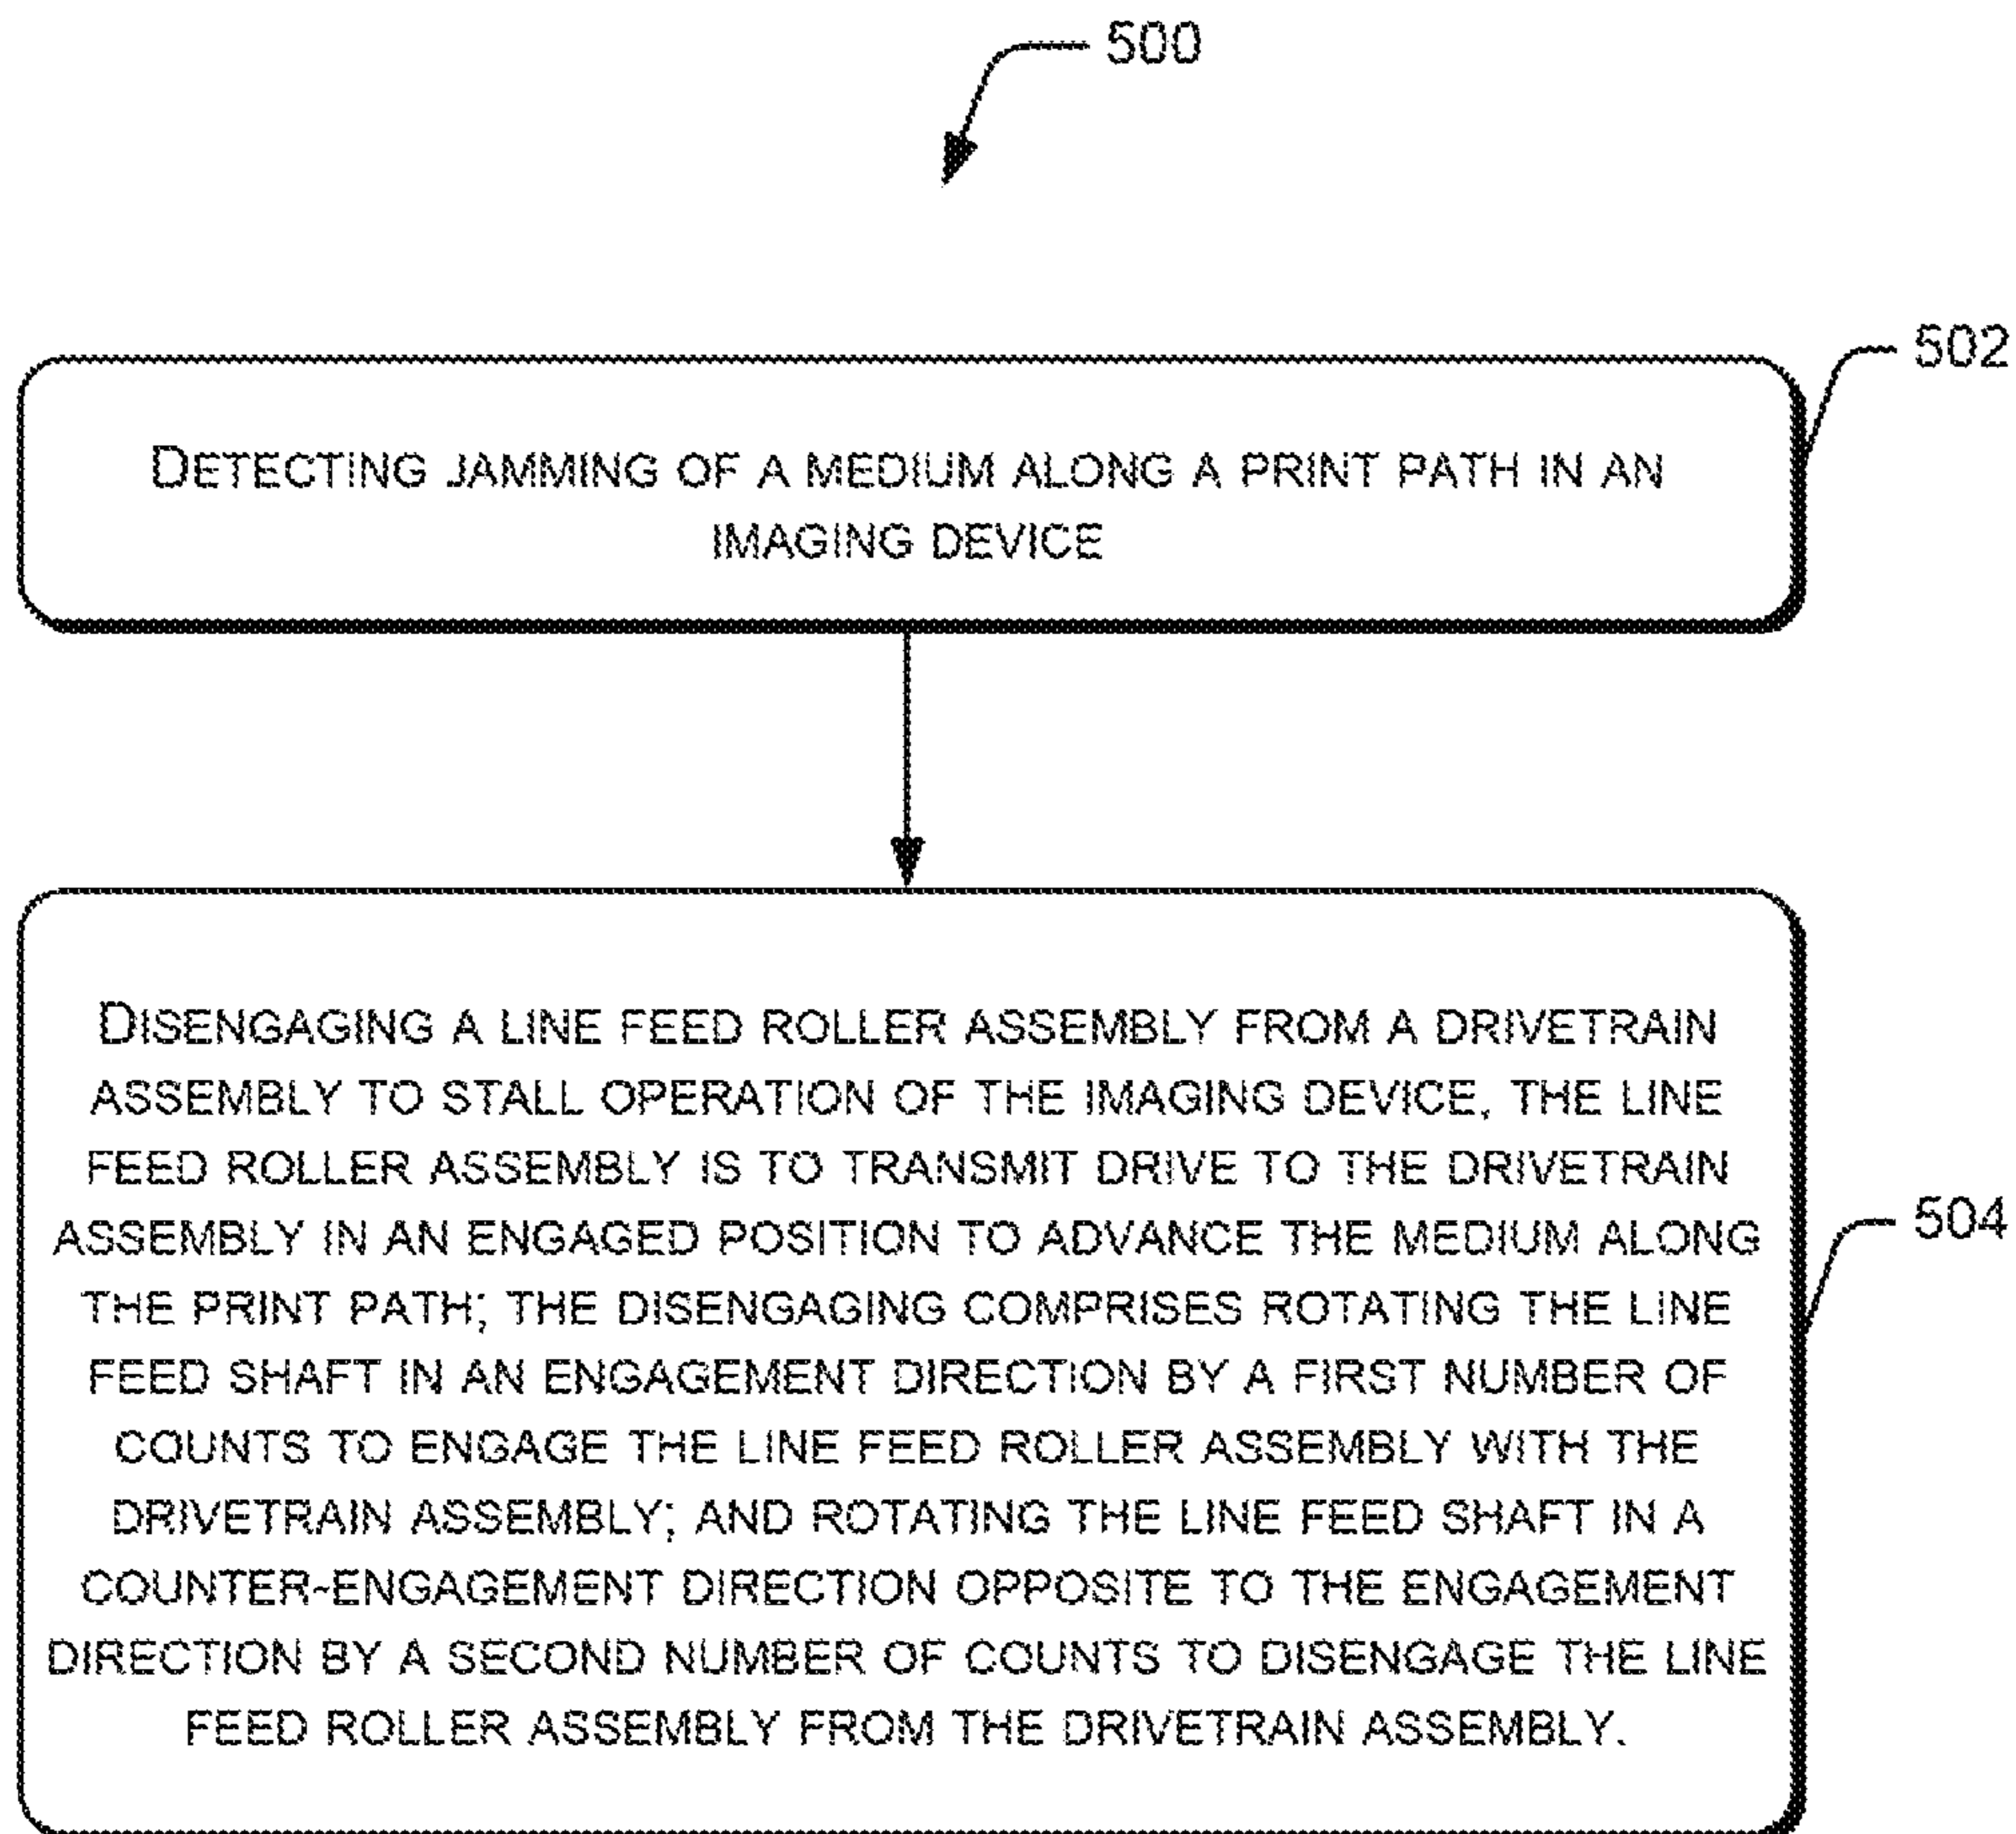 500
502
DETECTING JAMMING OF A MEDIUM ALONG A PRINT PATH IN AN
IMAGING DEVICE
DISENGAGING A LINE FEED ROLLER ASSEMBLY FROM A DRIVETRAIN
ASSEMBLY TO STALL OPERATION OF THE IMAGING DEVICE, THE LINE
FEED ROLLER ASSEMBLY IS TO TRANSMIT DRIVE TO THE DRIVETRAIN
ASSEMBLY IN AN ENGAGED POSITION TO ADVANCE THE MEDIUM ALONG
THE PRINT PATH; THE DISENGAGING COMPRISES ROTATING THE LINE
FEED SHAFT IN AN ENGAGEMENT DIRECTION BY A FIRST NUMBER OF
COUNTS TO ENGAGE THE LINE FEED ROLLER ASSEMBLY WITH THE
DRIVETRAIN ASSEMBLY; AND ROTATING THE LINE FEED SHAFT IN A
COUNTER-ENGAGEMENT DIRECTION OPPOSITE TO THE ENGAGEMENT
DIRECTION BY A SECOND NUMBER OF COUNTS TO DISENGAGE THE LINE
FEED ROLLER ASSEMBLY FROM THE DRIVETRAIN ASSEMBLY.
504